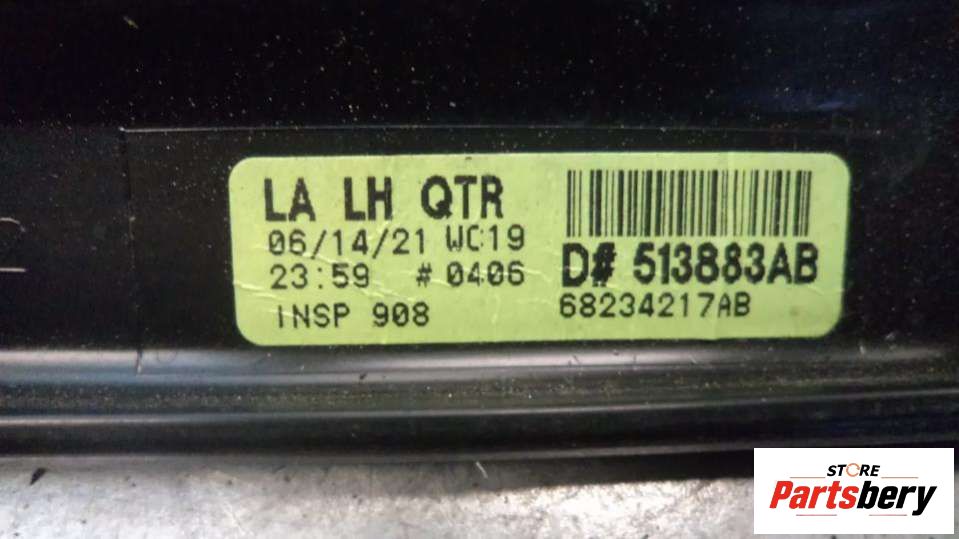 LA LH QTR
06/14/21 WC19
23:59 #0406
INSP 908
D# 513883AB
68234217AB
STORE
Partsbery